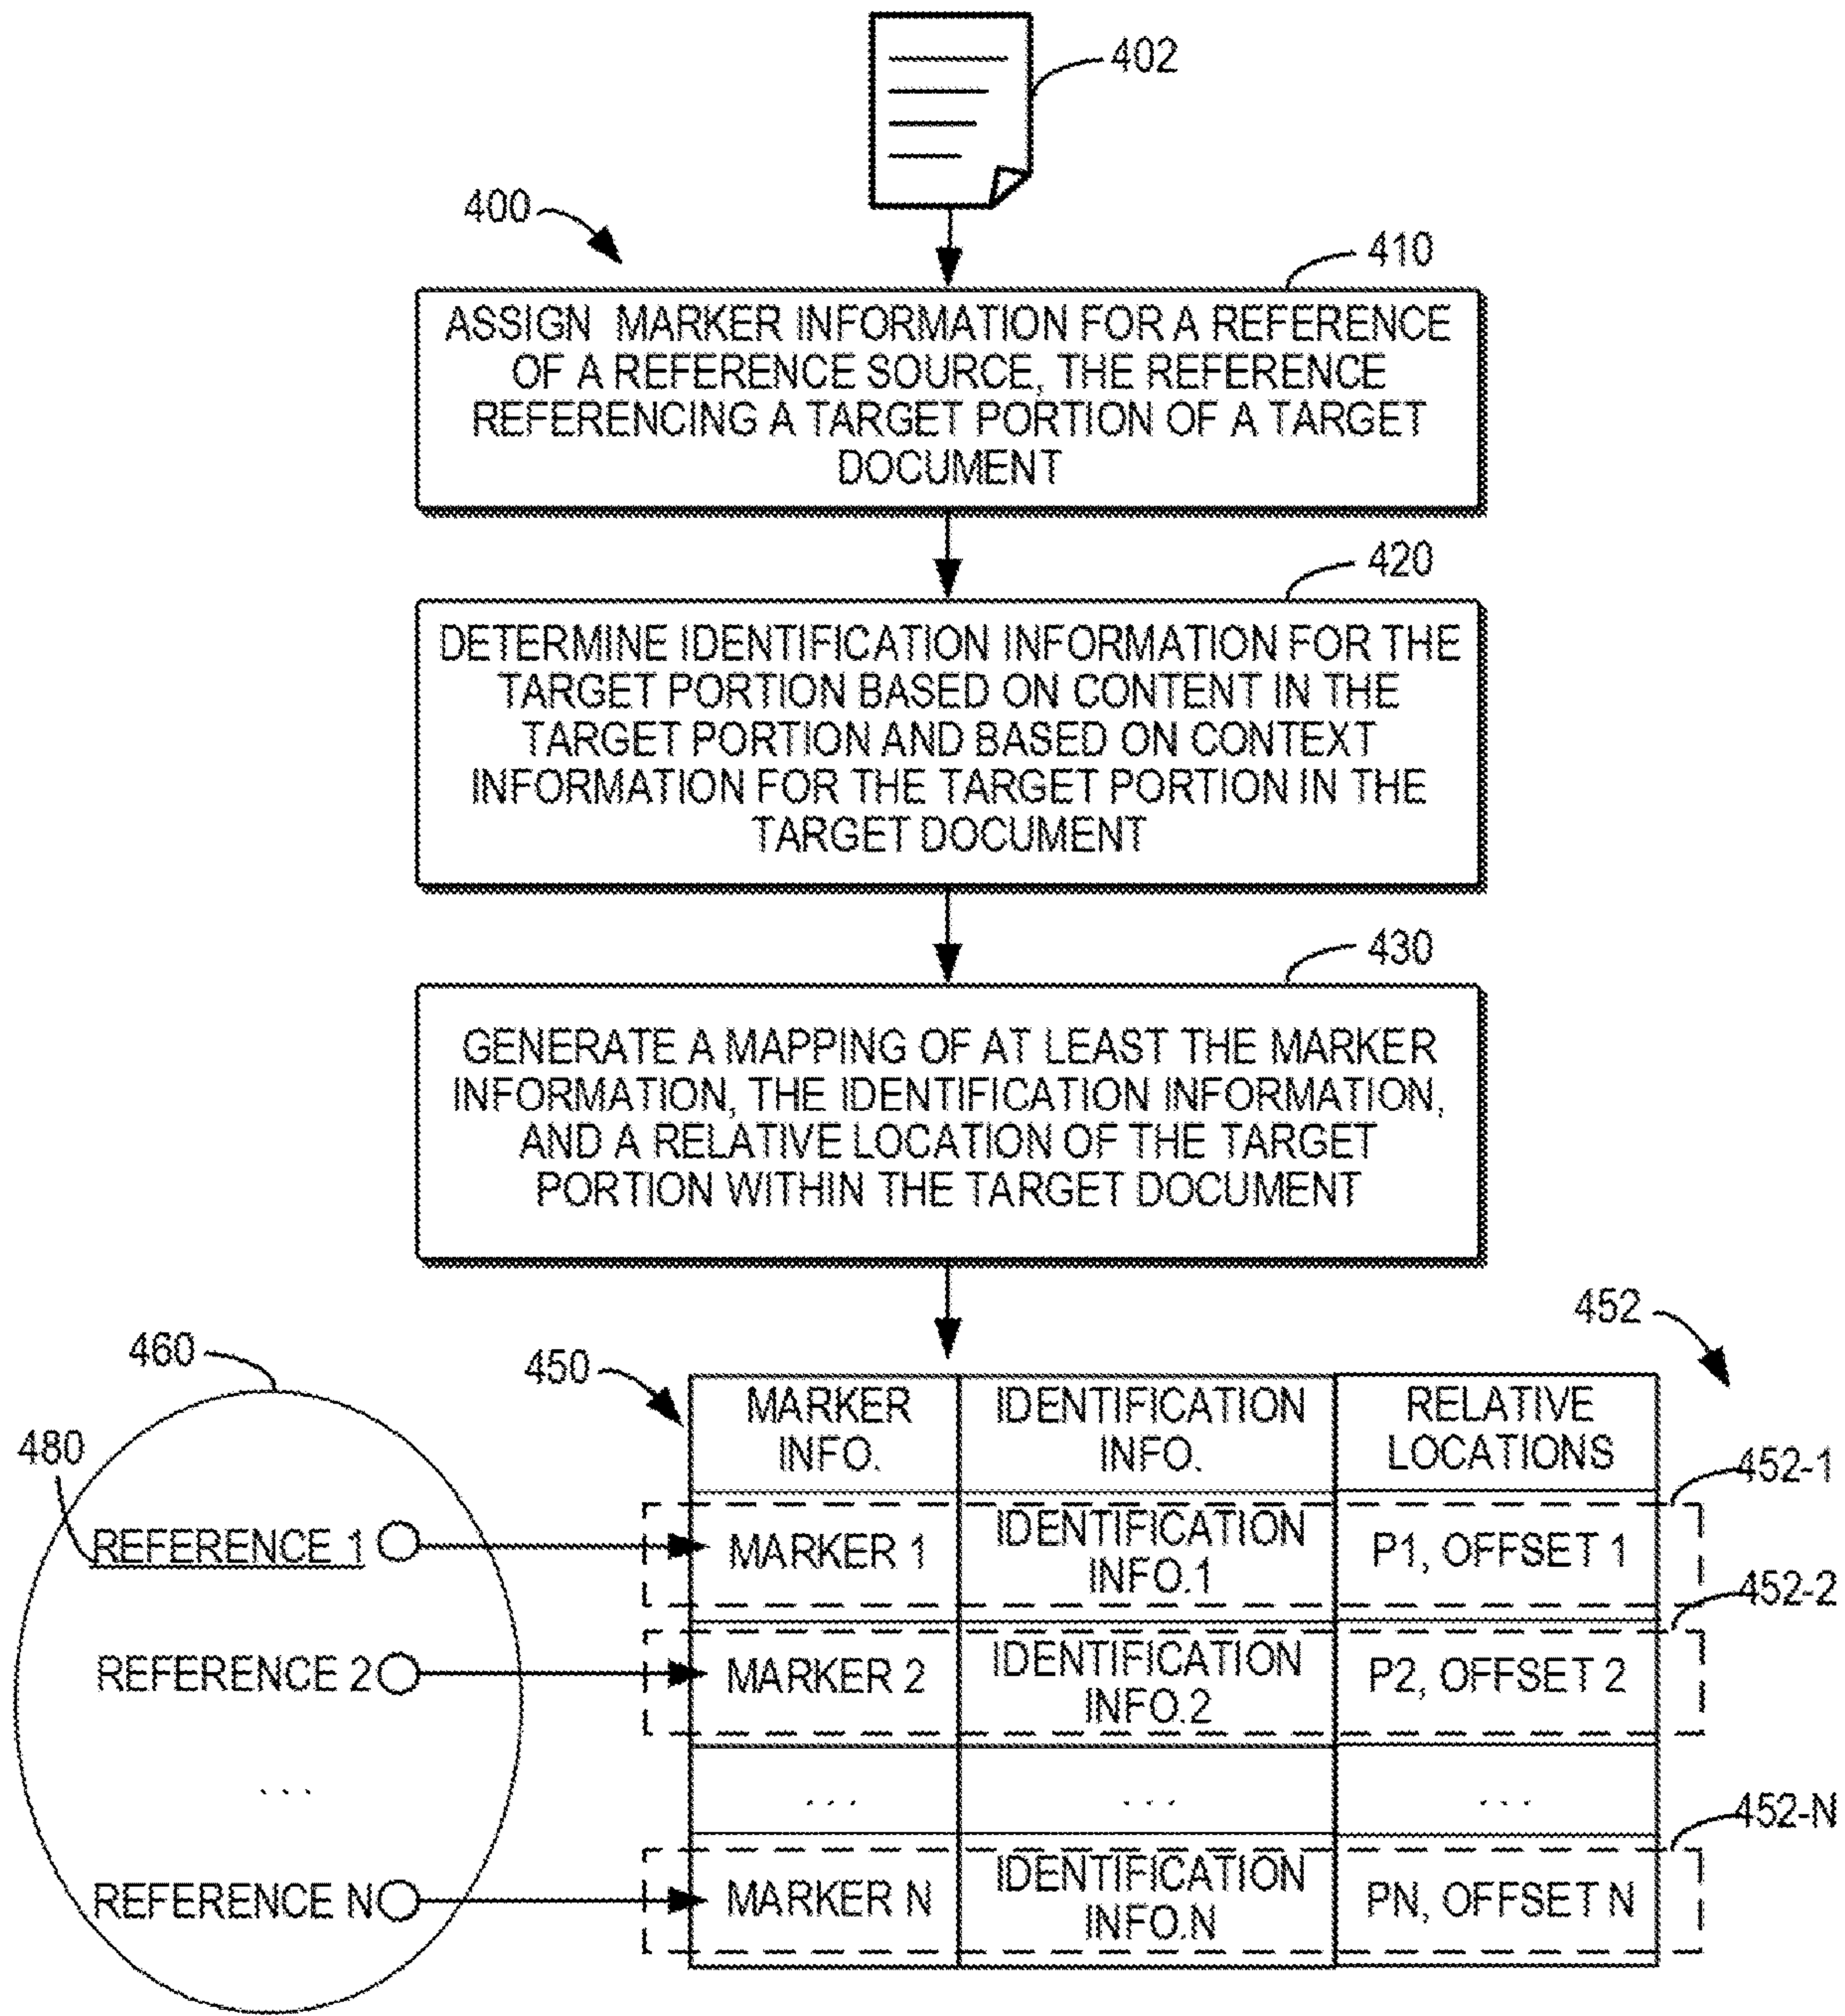 402
400
410
ASSIGN MARKER INFORMATION FOR A REFERENCE
OF A REFERENCE SOURCE, THE REFERENCE
REFERENCING A TARGET PORTION OF A TARGET
DOCUMENT
420
DETERMINE IDENTIFICATION INFORMATION FOR THE
TARGET PORTION BASED ON CONTENT IN THE
TARGET PORTION AND BASED ON CONTEXT
INFORMATION FOR THE TARGET PORTION IN THE
TARGET DOCUMENT
430
GENERATE A MAPPING OF AT LEAST THE MARKER
INFORMATION, THE IDENTIFICATION INFORMATION,
AND A RELATIVE LOCATION OF THE TARGET
PORTION WITHIN THE TARGET DOCUMENT
452
460
450
480
MARKER
INFO.
IDENTIFICATION
INFO.
RELATIVE
LOCATIONS
452-1
REFERENCE 1
MARKER 1
IDENTIFICATION
INFO.1
P1, OFFSET 1
452-2
REFERENCE 2
MARKER 2
IDENTIFICATION
INFO.2
P2, OFFSET 2
. . .
. . .
. . .
. . .
452-N
REFERENCE N
MARKER N
IDENTIFICATION
INFO.N
PN, OFFSET N